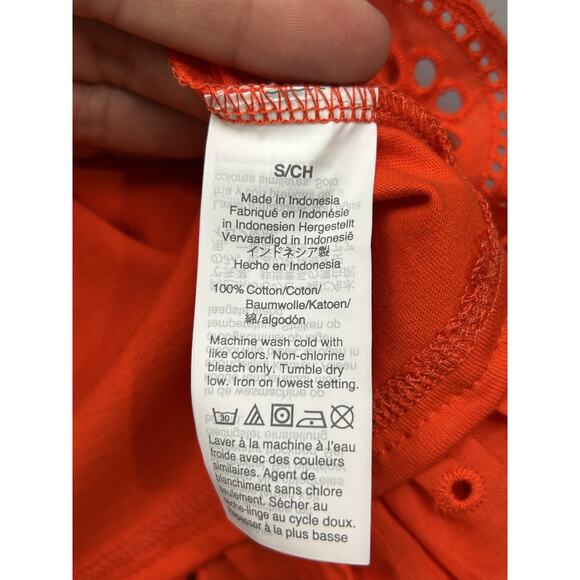 S/CH
Made in Indonesia
Fabriqué en Indonésie
in Indonesien Hergestellt
Vervaardigd in Indonesië
インドネシア製
Hecho en Indonesia
100% Cotton/Coton/
Baumwolle/Katoen/
綿/algodón
Machine wash cold with
like colors. Non-chlorine
bleach only. Tumble dry
low. Iron on lowest setting.
30
Laver à la machine à l'eau
froide avec des couleurs
similaires. Agent de
blanchiment sans chlore
seulement. Sécher au
sèche-linge au cycle doux.
à la plus basse